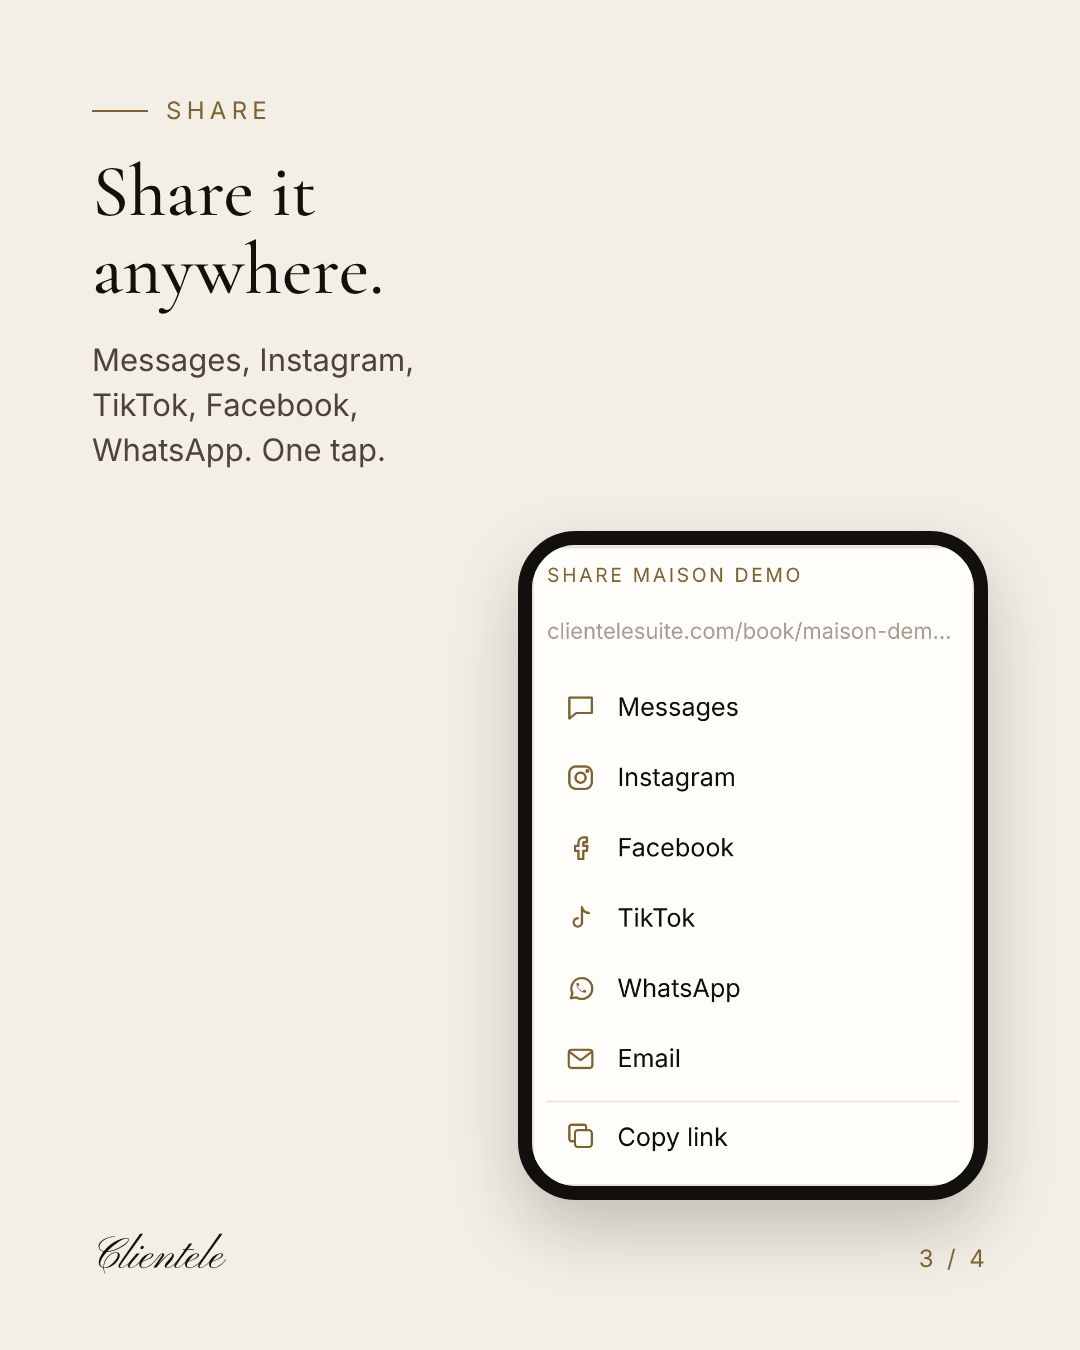 SHARE
Share it
anywhere.
Messages, Instagram,
TikTok, Facebook,
WhatsApp. One tap.
SHARE MAISON DEMO
clientelesuite.com/book/maison-dem...
Messages
Instagram
Facebook
TikTok
WhatsApp
Email
Copy link
Clientele
3 / 4